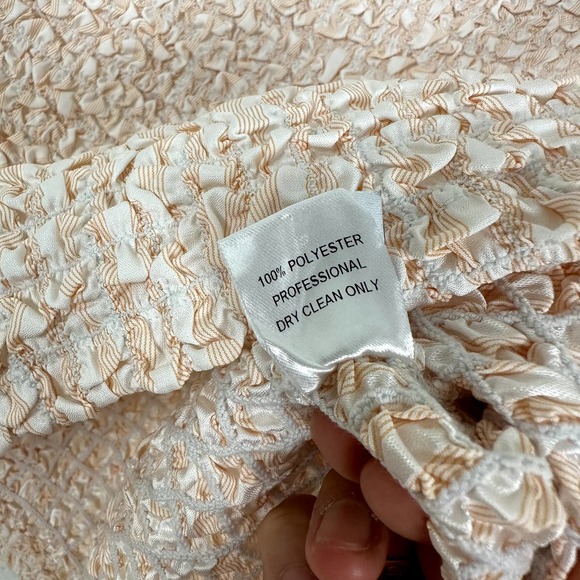 100% POLYESTER
PROFESSIONAL
DRY CLEAN ONLY